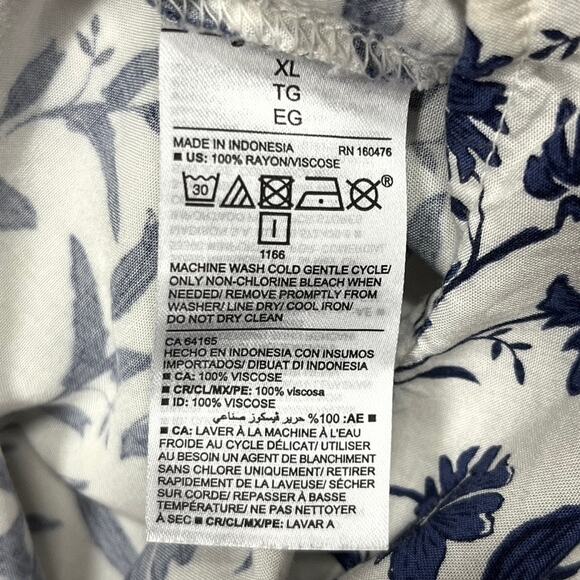 XL
TG
EG
MADE IN INDONESIA RN 160476
■ US: 100% RAYON/VISCOSE
30
®
I
1166
MACHINE WASH COLD GENTLE CYCLE/
ONLY NON-CHLORINE BLEACH WHEN
NEEDED/ REMOVE PROMPTLY FROM
WASHER/ LINE DRY/ COOL IRON/
DO NOT DRY CLEAN
CA 64165
HECHO EN INDONESIA CON INSUMOS
IMPORTADOS/ DIBUAT DI INDONESIA
■ CA: 100% VISCOSE
■ CR/CL/MX/PE: 100% viscosa
■ ID: 100% VISCOSE
■ AE: 100% حرير فيسكوز صناعي
■ CA: LAVER À LA MACHINE À L'EAU
FROIDE AU CYCLE DÉLICAT/ UTILISER
AU BESOIN UN AGENT DE BLANCHIMENT
SANS CHLORE UNIQUEMENT/ RETIRER
RAPIDEMENT DE LA LAVEUSE/ SÉCHER
SUR CORDE/ REPASSER À BASSE
TEMPÉRATURE/ NE PAS NETTOYER
À SEC ■ CR/CL/MX/PE: LAVAR A